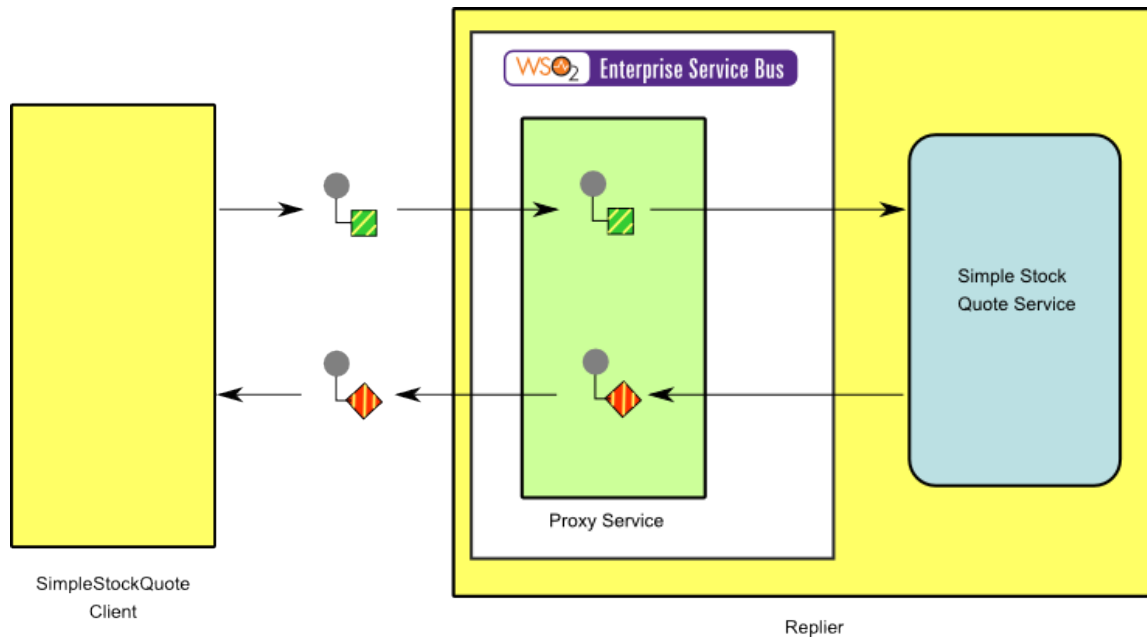 WSO2 Enterprise Service Bus
Simple Stock
Quote Service
Proxy Service
SimpleStockQuote
Client
Replier